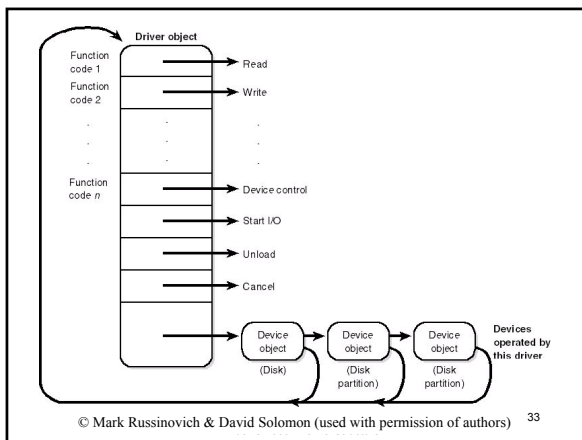 Driver object
Function
code 1
Read
Function
code 2
Write
.
.
.
.
.
.
.
.
.
Function
code n
Device control
Start I/O
Unload
Cancel
Device
object
(Disk)
Device
object
(Disk
partition)
Device
object
(Disk
partition)
Devices
operated by
this driver
© Mark Russinovich & David Solomon (used with permission of authors)
33